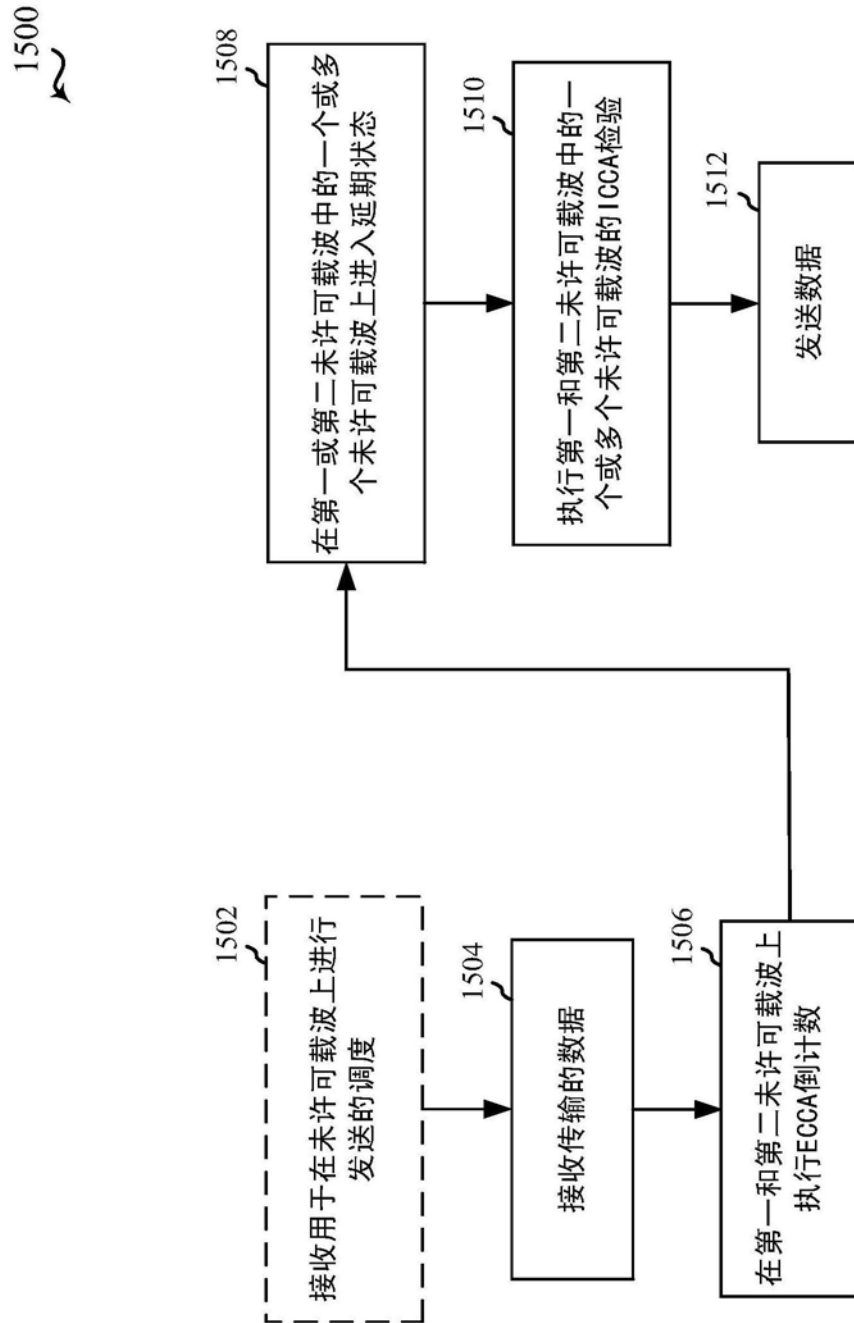 1500
1502
接收用于在未许可载波上进行
发送的调度
1504
接收传输的数据
1506
在第一和第二未许可载波上
执行ECCA倒计数
1508
在第一或第二未许可载波中的一个或多
个未许可载波上进入延期状态
1510
执行第一和第二未许可载波中的一
个或多个未许可载波的ICCA检验
1512
发送数据